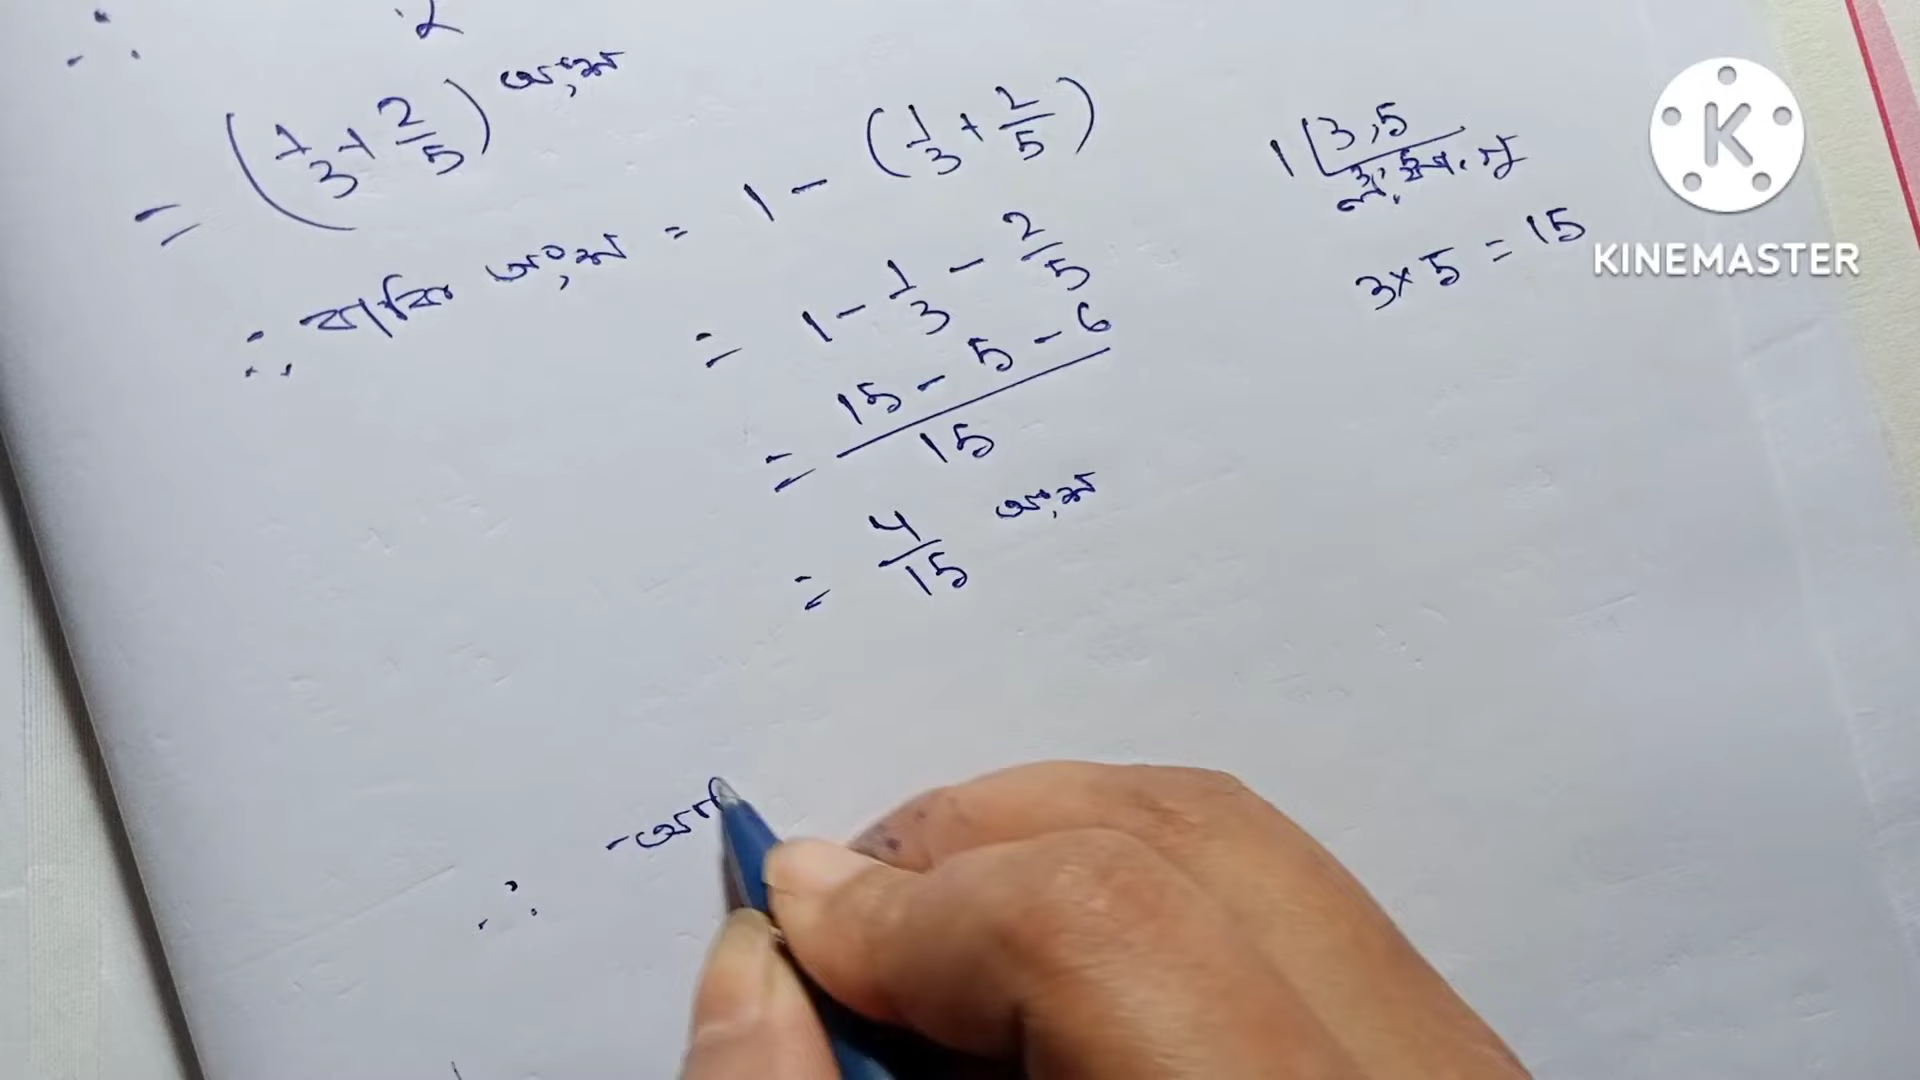 ∴ 2
= (1/3 + 2/5) অংশ
∴ বাকি অংশ = 1 - (1/3 + 2/5)
= 1 - 1/3 - 2/5
= (15 - 5 - 6)/15
= 4/15 অংশ
1 | 3, 5
3, 5
3 × 5 = 15
∴
KINEMASTER